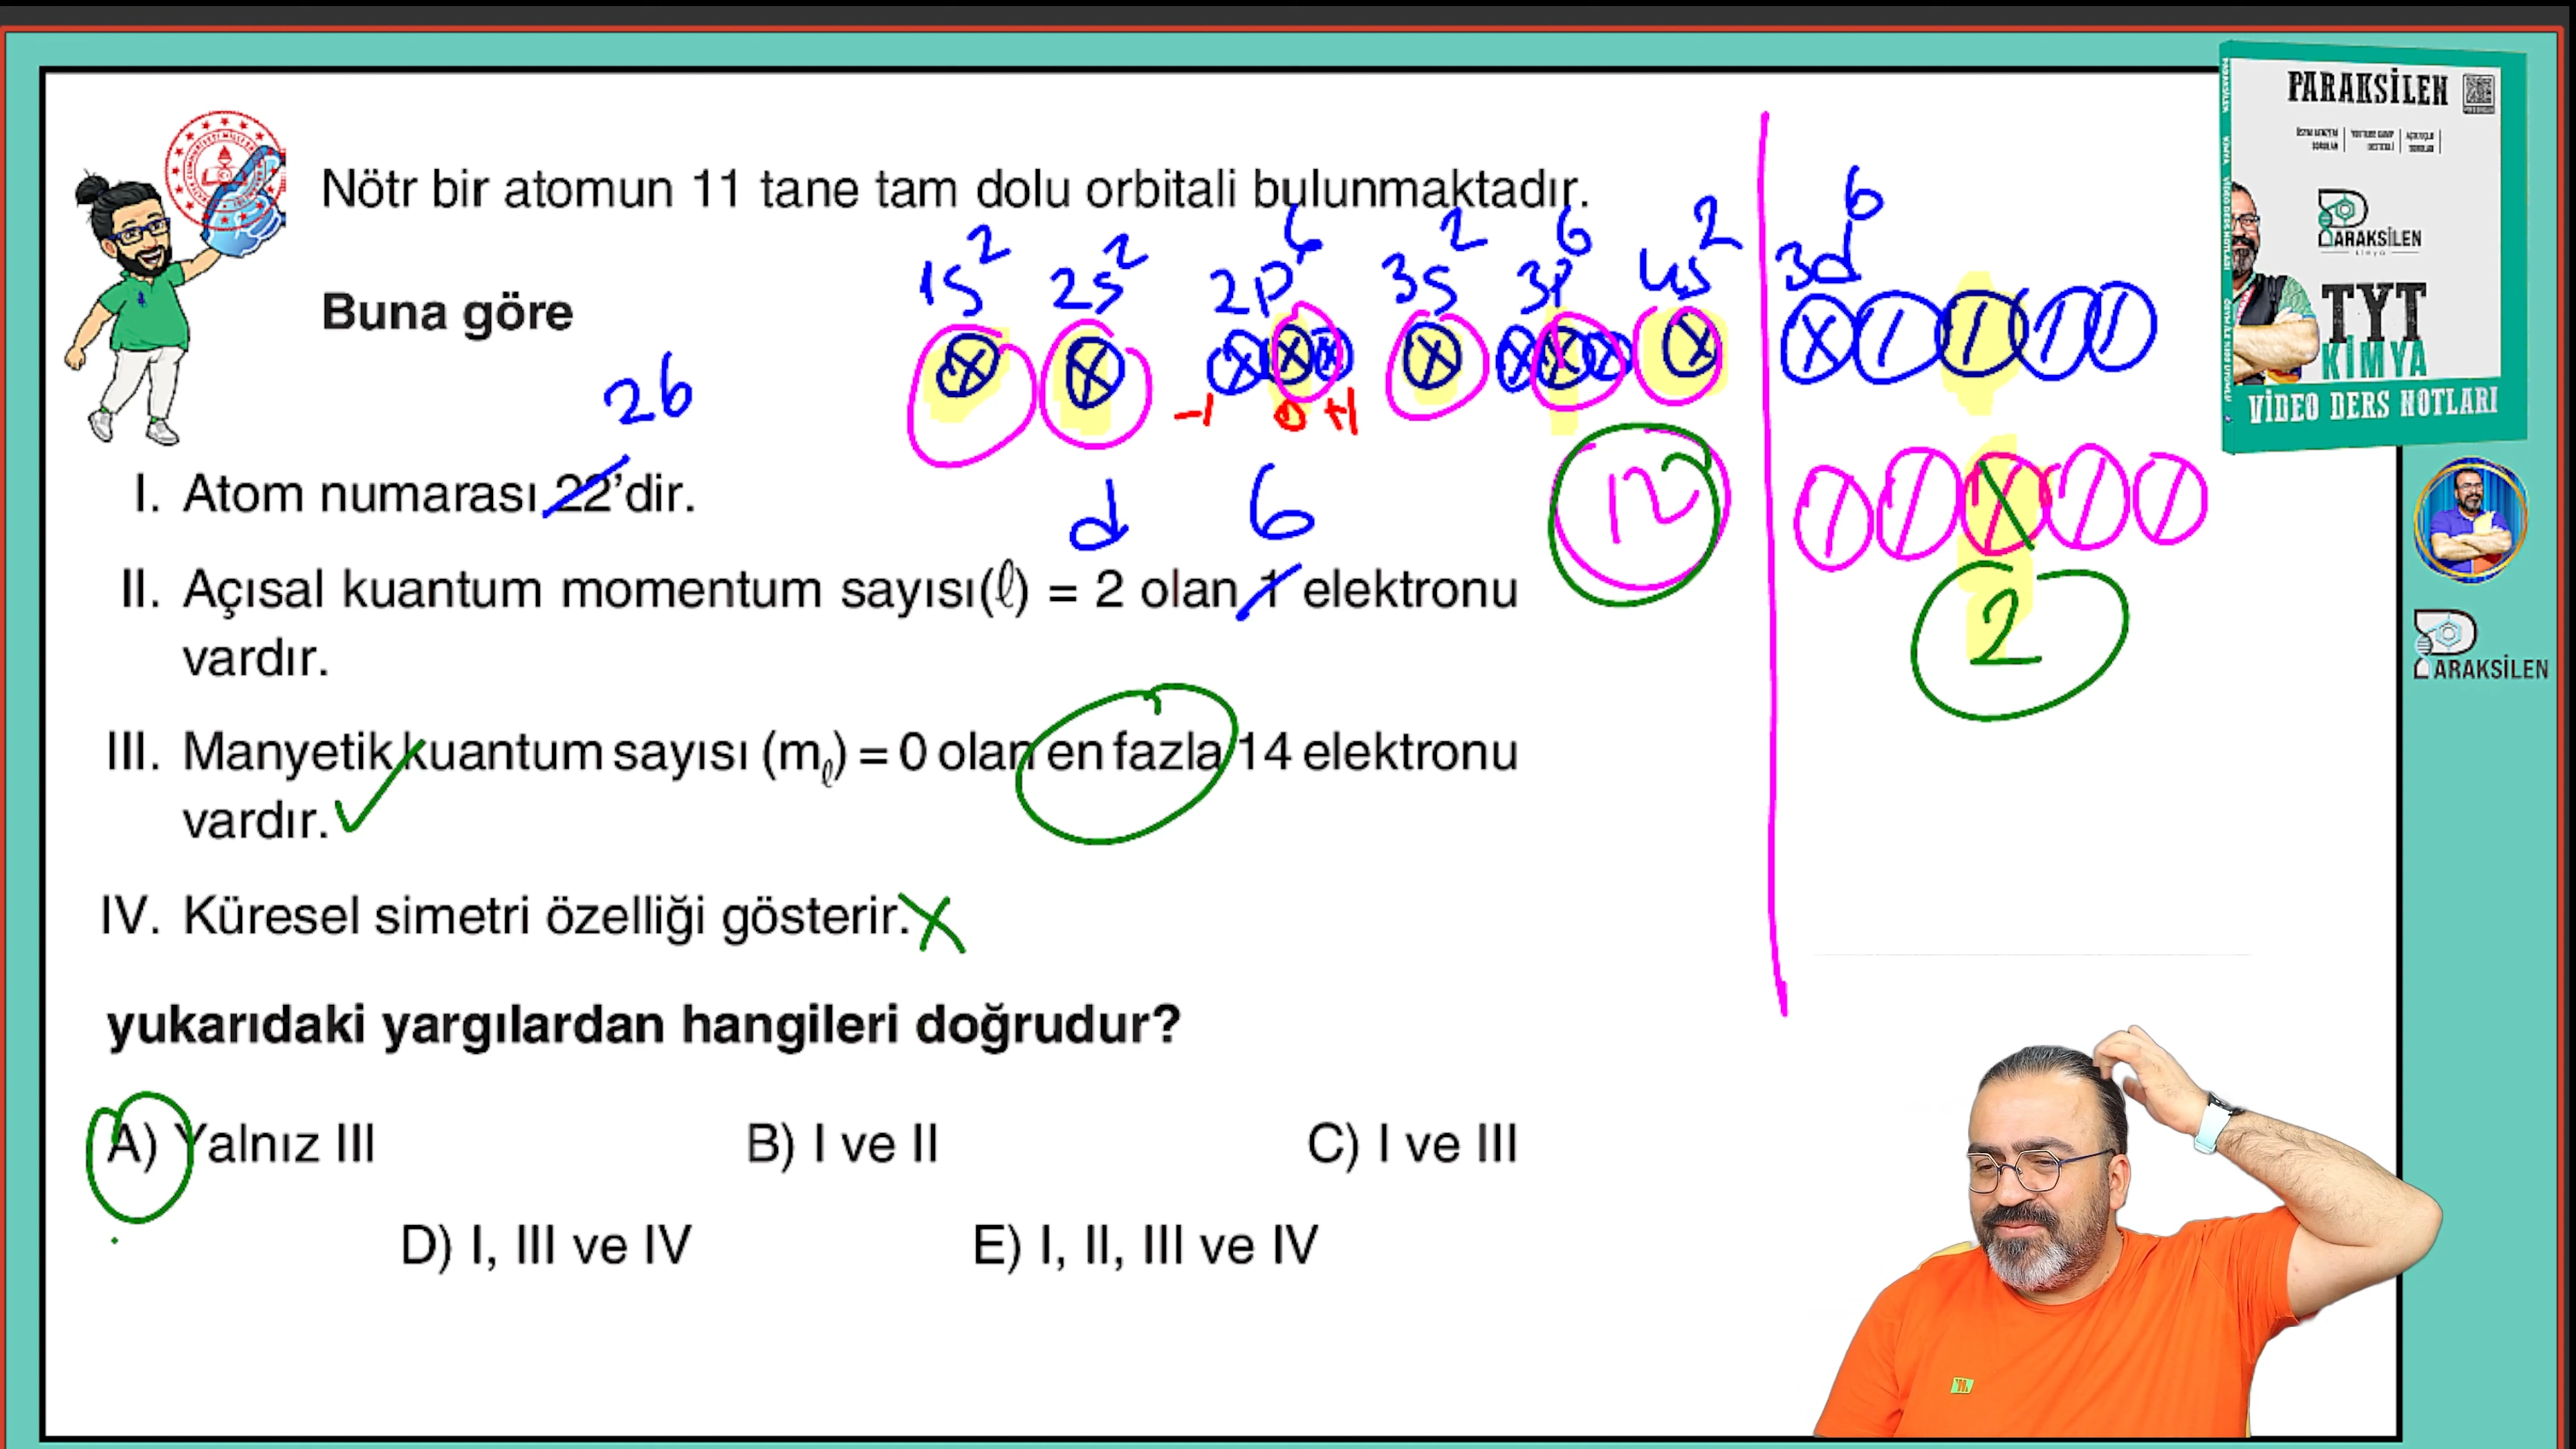 PARAKSİLEN
PARAKSİLEN
TYT
KİMYA
VİDEO DERS NOTLARI
Nötr bir atomun 11 tane tam dolu orbitali bulunmaktadır.
1s² 2s² 2p⁶ 3s² 3p⁶ 4s² 3d⁶
Buna göre
-1 0 +1
26
I. Atom numarası 22'dir.
d 6
12
II. Açısal kuantum momentum sayısı(ℓ) = 2 olan 1 elektronu
vardır.
2
PARAKSİLEN
III. Manyetik kuantum sayısı (mℓ) = 0 olan en fazla 14 elektronu
vardır.
IV. Küresel simetri özelliği gösterir.
yukarıdaki yargılardan hangileri doğrudur?
A) Yalnız III B) I ve II C) I ve III
D) I, III ve IV E) I, II, III ve IV